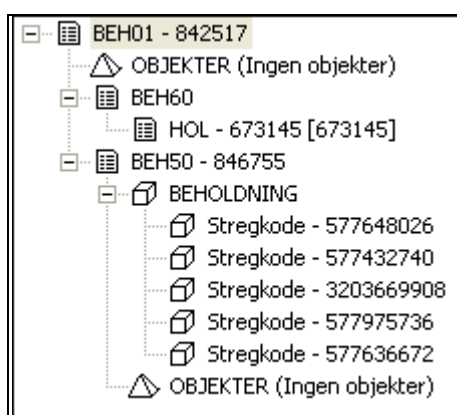 BEH01 - 842517
OBJEKTER (Ingen objekter)
BEH60
HOL - 673145 [673145]
BEH50 - 846755
BEHOLDNING
Stregkode - 577648026
Stregkode - 577432740
Stregkode - 3203669908
Stregkode - 577975736
Stregkode - 577636672
OBJEKTER (Ingen objekter)